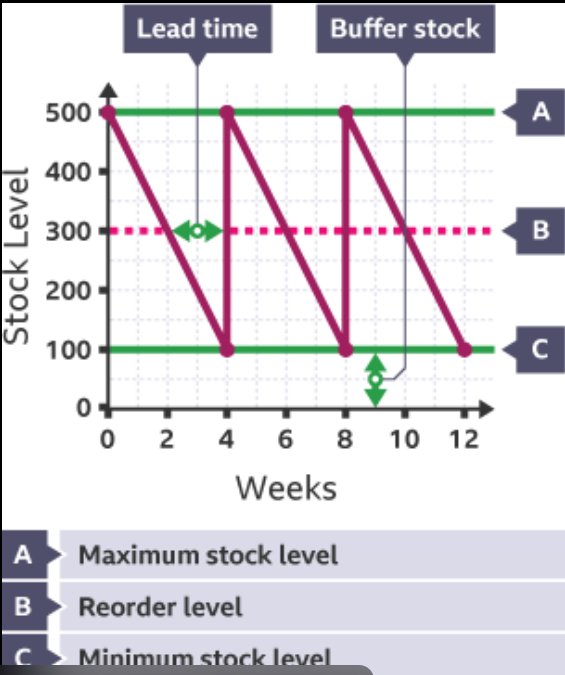 Lead time
Buffer stock
500
400
300
200
100
0
Stock Level
A
B
C
0 2 4 6 8 10 12
Weeks
A Maximum stock level
B Reorder level
C Minimum stock level